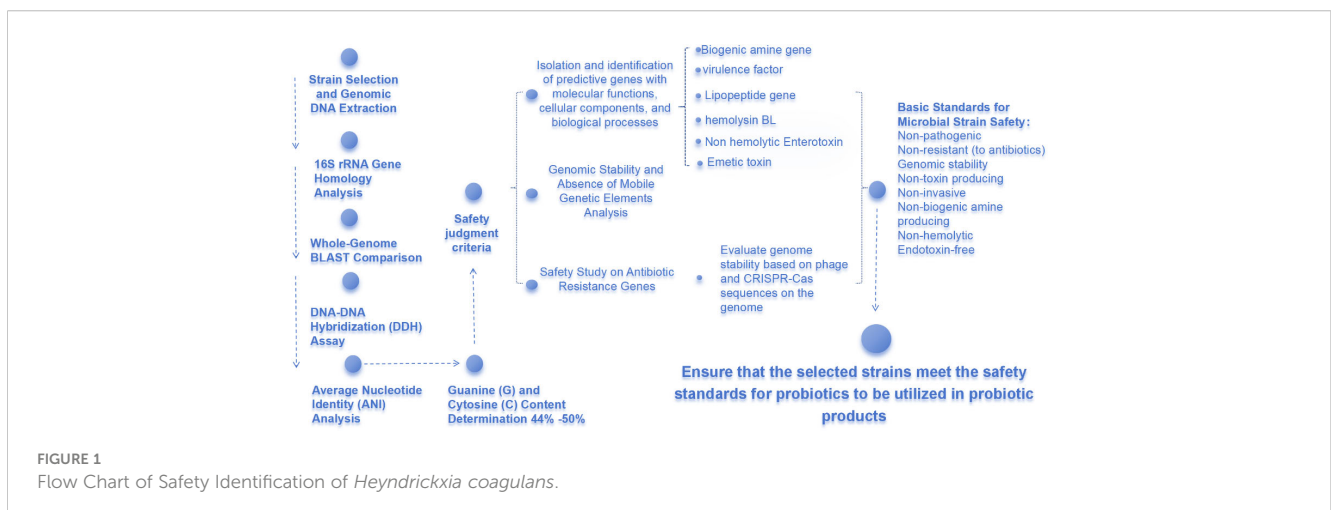 Strain Selection
and Genomic
DNA Extraction
16S rRNA Gene
Homology
Analysis
Whole-Genome
BLAST Comparison
DNA-DNA
Hybridization (DDH)
Assay
Average Nucleotide
Identity (ANI)
Analysis
Guanine (G) and
Cytosine (C) Content
Determination 44% -50%
Safety
judgment
criteria
Isolation and identification
of predictive genes with
molecular functions,
cellular components, and
biological processes
Biogenic amine gene
virulence factor
Lipopeptide gene
hemolysin BL
Non hemolytic Enterotoxin
Emetic toxin
Genomic Stability and
Absence of Mobile
Genetic Elements
Analysis
Safety Study on Antibiotic
Resistance Genes
Evaluate genome
stability based on phage
and CRISPR-Cas
sequences on the
genome
Basic Standards for
Microbial Strain Safety:
Non-pathogenic
Non-resistant (to antibiotics)
Genomic stability
Non-toxin producing
Non-invasive
Non-biogenic amine
producing
Non-hemolytic
Endotoxin-free
Ensure that the selected strains meet the safety
standards for probiotics to be utilized in probiotic
products
FIGURE 1
Flow Chart of Safety Identification of Heyndrickxia coagulans.